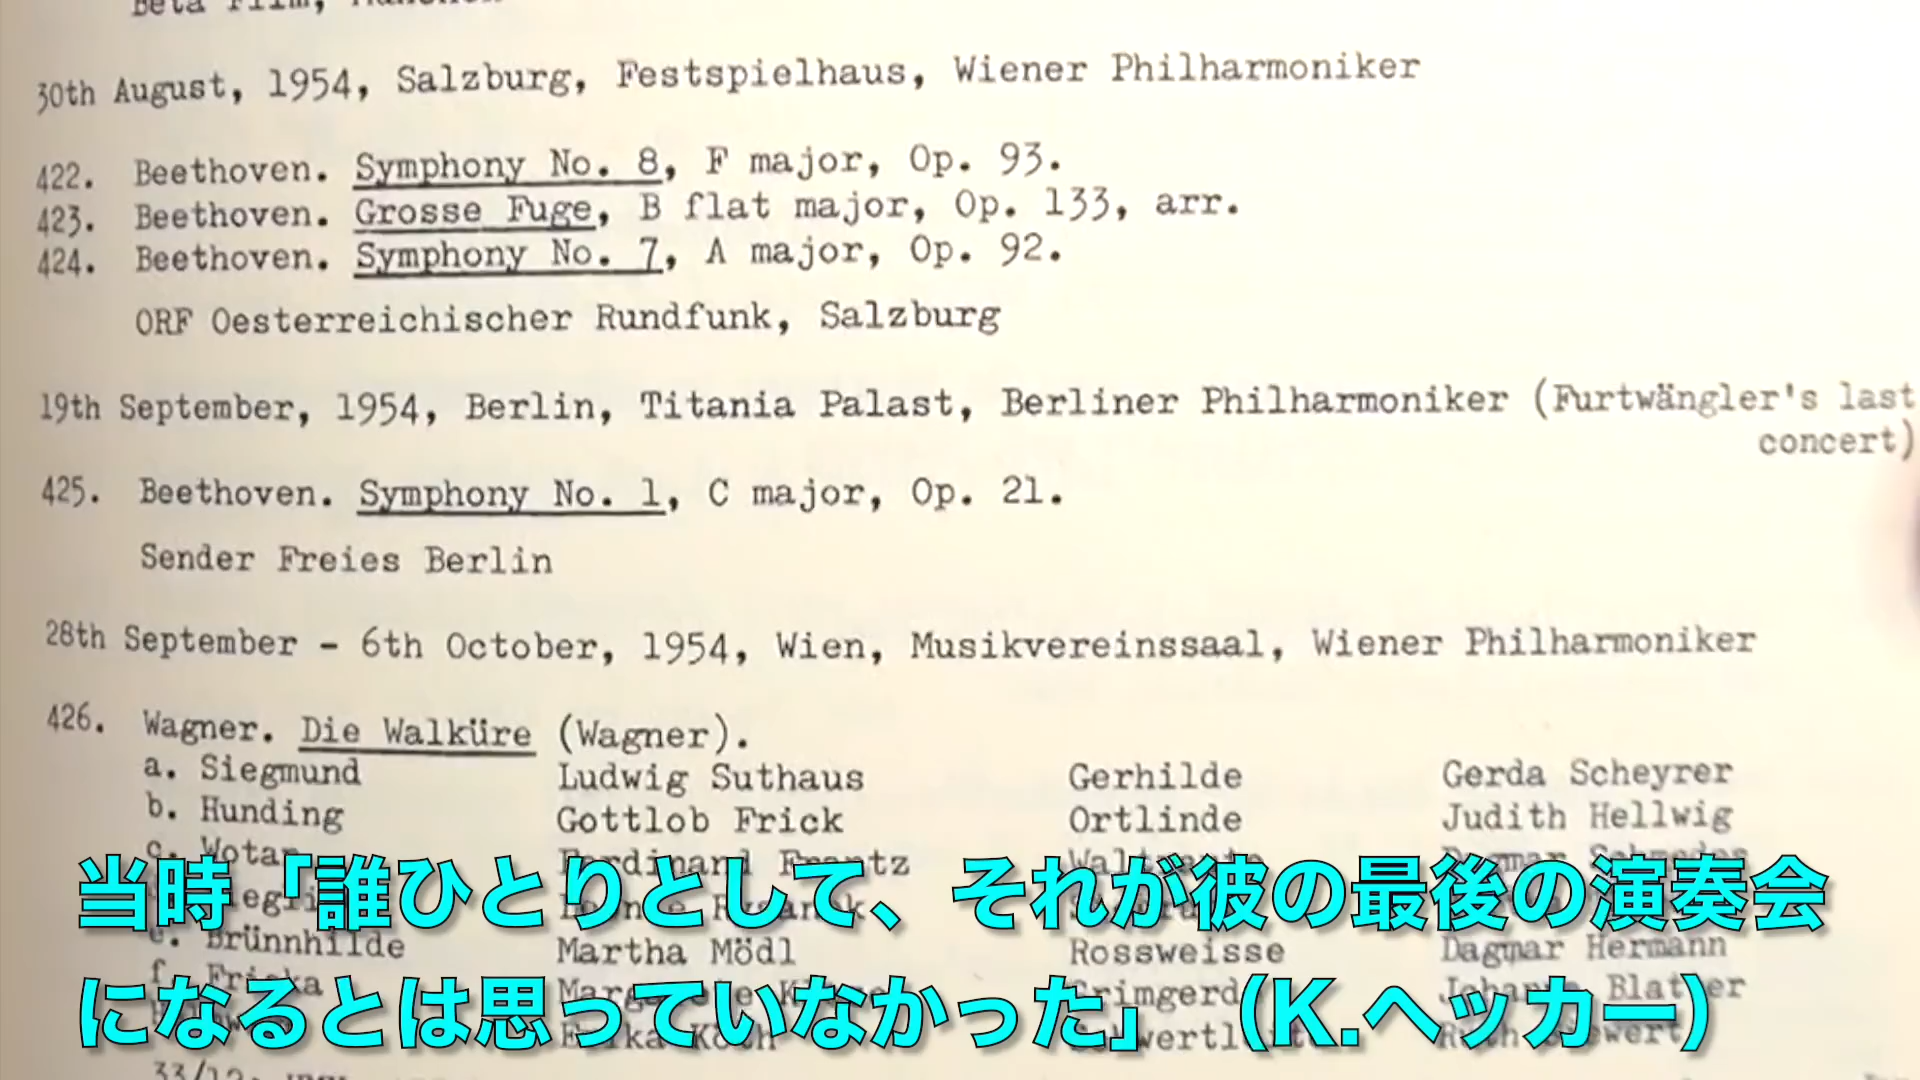 Beta Film,
30th August, 1954, Salzburg, Festspielhaus, Wiener Philharmoniker
422. Beethoven. Symphony No. 8, F major, Op. 93.
423. Beethoven. Grosse Fuge, B flat major, Op. 133, arr.
424. Beethoven. Symphony No. 7, A major, Op. 92.
ORF Oesterreichischer Rundfunk, Salzburg
19th September, 1954, Berlin, Titania Palast, Berliner Philharmoniker (Furtwängler's last
concert)
425. Beethoven. Symphony No. 1, C major, Op. 21.
Sender Freies Berlin
28th September - 6th October, 1954, Wien, Musikvereinssaal, Wiener Philharmoniker
426. Wagner. Die Walküre (Wagner).
a. Siegmund Ludwig Suthaus Gerhilde Gerda Scheyrer
b. Hunding Gottlob Frick Ortlinde Judith Hellwig
c. Wotan Ferdinand Frantz
e. Brünnhilde Martha Mödl Rossweisse Dagmar Hermann
f. Fricka
当時「誰ひとりとして、それが彼の最後の演奏会
になるとは思っていなかった」（K.ヘッカー）